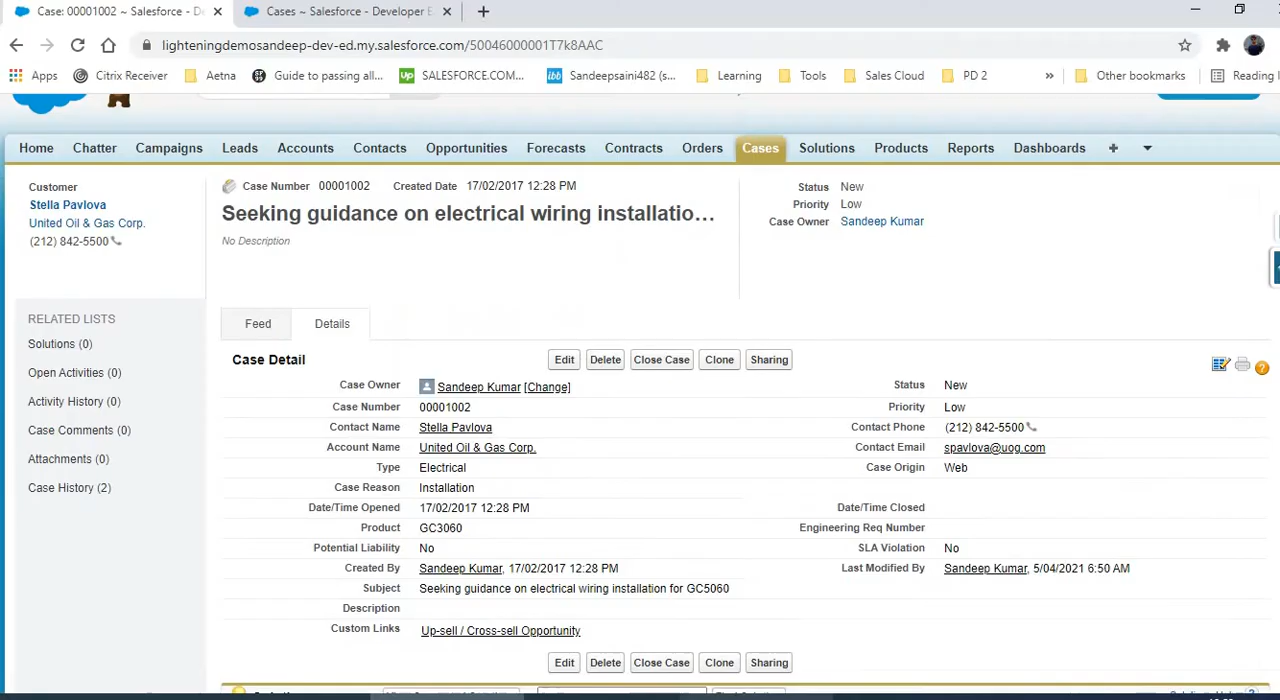 Case: 00001002 ~ Salesforce - De
Cases ~ Salesforce - Developer E
lighteningdemosandeep-dev-ed.my.salesforce.com/50046000001T7k8AAC
Apps Citrix Receiver Aetna Guide to passing all... SALESFORCE.COM... Sandeepsaini482 (s... Learning Tools Sales Cloud PD 2 » Other bookmarks Reading l
Home Chatter Campaigns Leads Accounts Contacts Opportunities Forecasts Contracts Orders Cases Solutions Products Reports Dashboards +
Customer
Stella Pavlova
United Oil & Gas Corp.
(212) 842-5500
Case Number 00001002 Created Date 17/02/2017 12:28 PM
Seeking guidance on electrical wiring installatio...
No Description
Status New
Priority Low
Case Owner Sandeep Kumar
RELATED LISTS
Solutions (0)
Open Activities (0)
Activity History (0)
Case Comments (0)
Attachments (0)
Case History (2)
Feed Details
Case Detail Edit Delete Close Case Clone Sharing
Case Owner Sandeep Kumar [Change] Status New
Case Number 00001002 Priority Low
Contact Name Stella Pavlova Contact Phone (212) 842-5500
Account Name United Oil & Gas Corp. Contact Email spavlova@uog.com
Type Electrical Case Origin Web
Case Reason Installation
Date/Time Opened 17/02/2017 12:28 PM Date/Time Closed
Product GC3060 Engineering Req Number
Potential Liability No SLA Violation No
Created By Sandeep Kumar, 17/02/2017 12:28 PM Last Modified By Sandeep Kumar, 5/04/2021 6:50 AM
Subject Seeking guidance on electrical wiring installation for GC5060
Description
Custom Links Up-sell / Cross-sell Opportunity
Edit Delete Close Case Clone Sharing